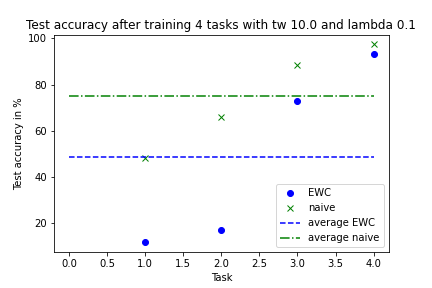 Test accuracy after training 4 tasks with tw 10.0 and lambda 0.1
100
80
60
40
20
Test accuracy in %
0.0 0.5 1.0 1.5 2.0 2.5 3.0 3.5 4.0
Task
EWC
naive
average EWC
average naive